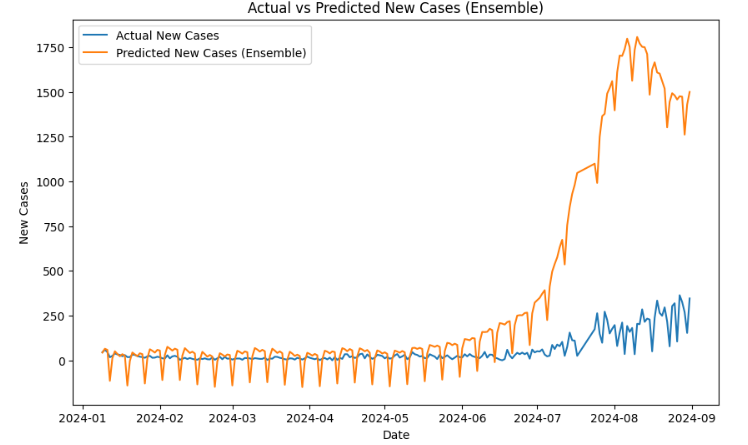 Actual vs Predicted New Cases (Ensemble)
Actual New Cases
Predicted New Cases (Ensemble)
1750
1500
1250
1000
750
500
250
0
New Cases
2024-01 2024-02 2024-03 2024-04 2024-05 2024-06 2024-07 2024-08 2024-09
Date